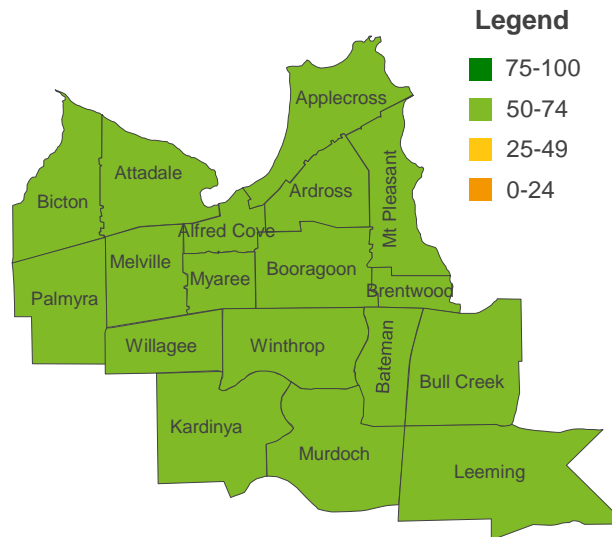 Legend
75-100
50-74
25-49
0-24
Applecross
Attadale
Ardross
Bicton
Mt Pleasant
Alfred Cove
Melville
Booragoon
Myaree
Brentwood
Palmyra
Willagee
Winthrop
Bateman
Bull Creek
Kardinya
Murdoch
Leeming